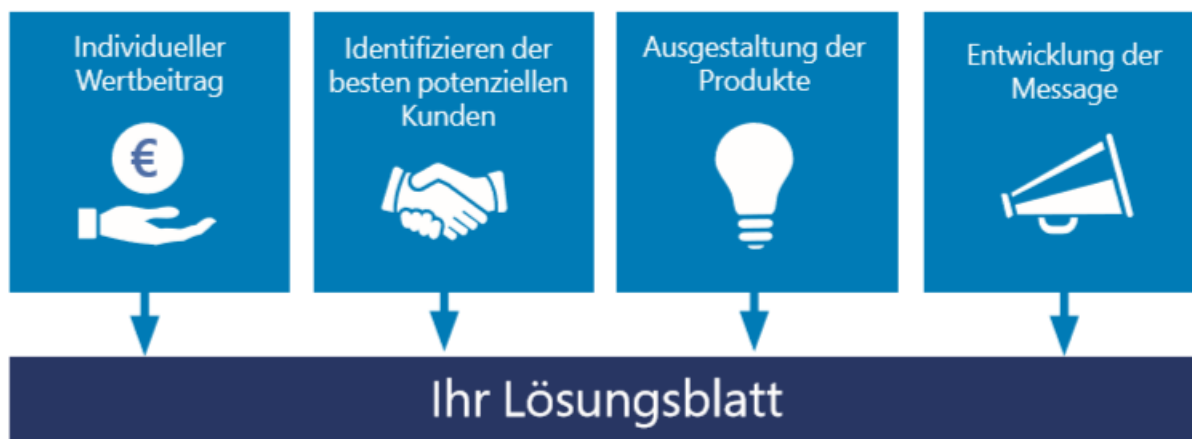 Individueller
Wertbeitrag
€
Identifizieren der
besten potenziellen
Kunden
Ausgestaltung der
Produkte
Entwicklung der
Message
Ihr Lösungsblatt